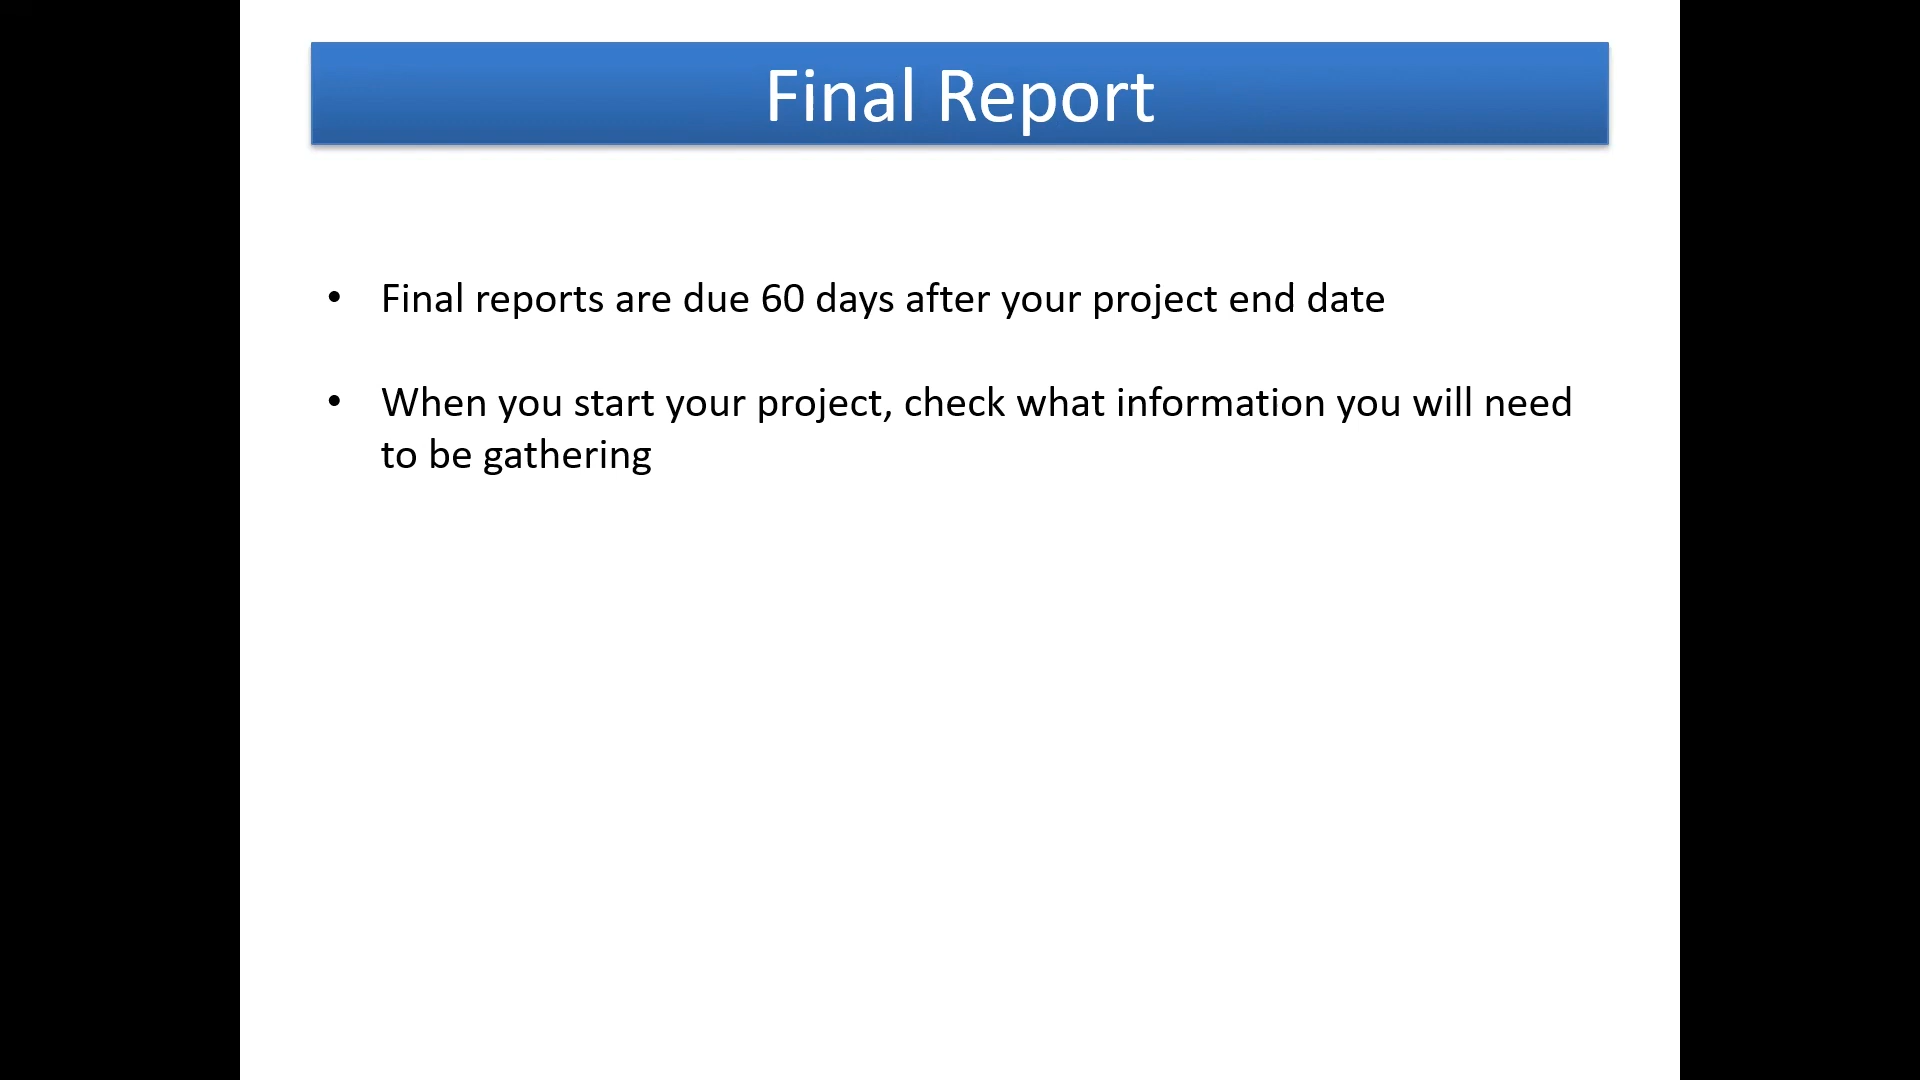 Final Report
• Final reports are due 60 days after your project end date
• When you start your project, check what information you will need
to be gathering